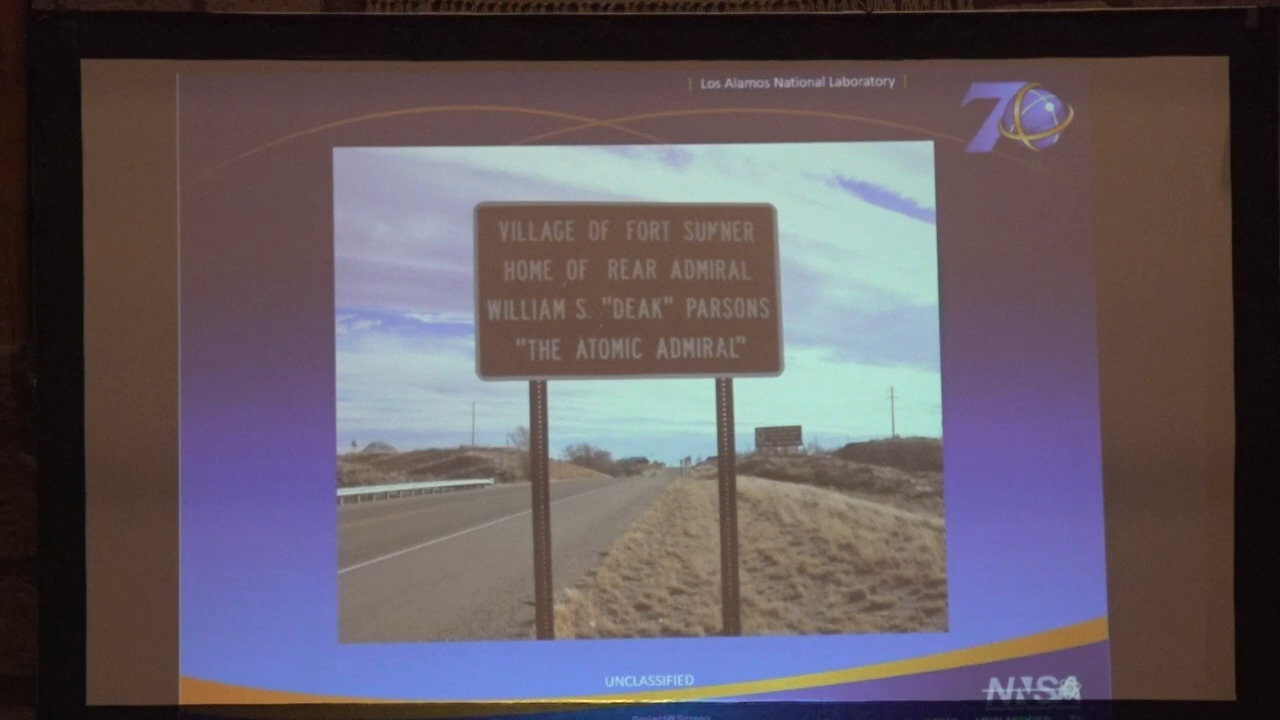 Los Alamos National Laboratory
70
VILLAGE OF FORT SUMNER
HOME OF REAR ADMIRAL
WILLIAM S. "DEAK" PARSONS
"THE ATOMIC ADMIRAL"
UNCLASSIFIED
NNSA